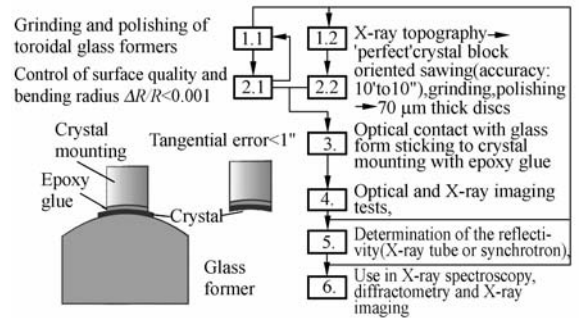 Grinding and polishing of
toroidal glass formers
Control of surface quality and
bending radius ΔR/R<0.001
1.1
2.1
1.2
2.2
X-ray topography→
'perfect'crystal block
oriented sawing(accuracy:
10'to10"),grinding,polishing
→70 μm thick discs
3.
Optical contact with glass
form sticking to crystal
mounting with epoxy glue
4.
Optical and X-ray imaging
tests,
5.
Determination of the reflecti-
vity(X-ray tube or synchrotron),
6.
Use in X-ray spectroscopy,
diffractometry and X-ray
imaging
Crystal
mounting
Tangential error<1"
Epoxy
glue
Crystal
Glass
former